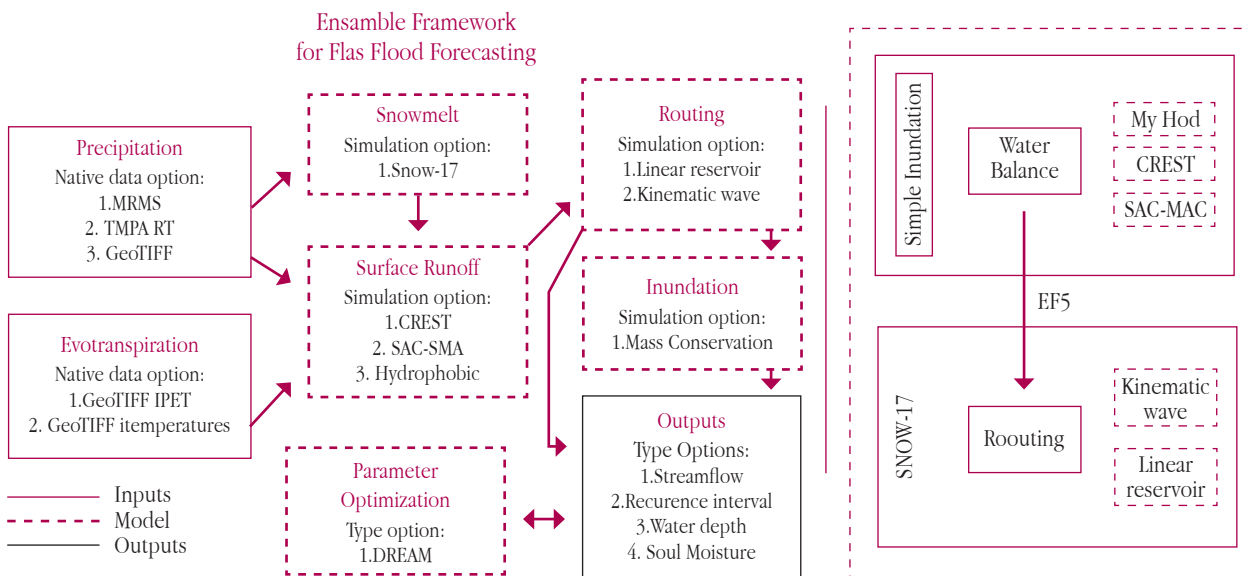 Ensamble Framework
for Flas Flood Forecasting
Precipitation
Native data option:
1.MRMS
2. TMPA RT
3. GeoTIFF
Evotranspiration
Native data option:
1.GeoTIFF IPET
2. GeoTIFF itemperatures
Inputs
Model
Outputs
Snowmelt
Simulation option:
1.Snow-17
Surface Runoff
Simulation option:
1.CREST
2. SAC-SMA
3. Hydrophobic
Parameter
Optimization
Type option:
1.DREAM
Routing
Simulation option:
1.Linear reservoir
2.Kinematic wave
Inundation
Simulation option:
1.Mass Conservation
Outputs
Type Options:
1.Streamflow
2.Recurence interval
3.Water depth
4. Soul Moisture
Simple Inundation
Water
Balance
My Hod
CREST
SAC-MAC
EF5
SNOW-17
Roouting
Kinematic
wave
Linear
reservoir